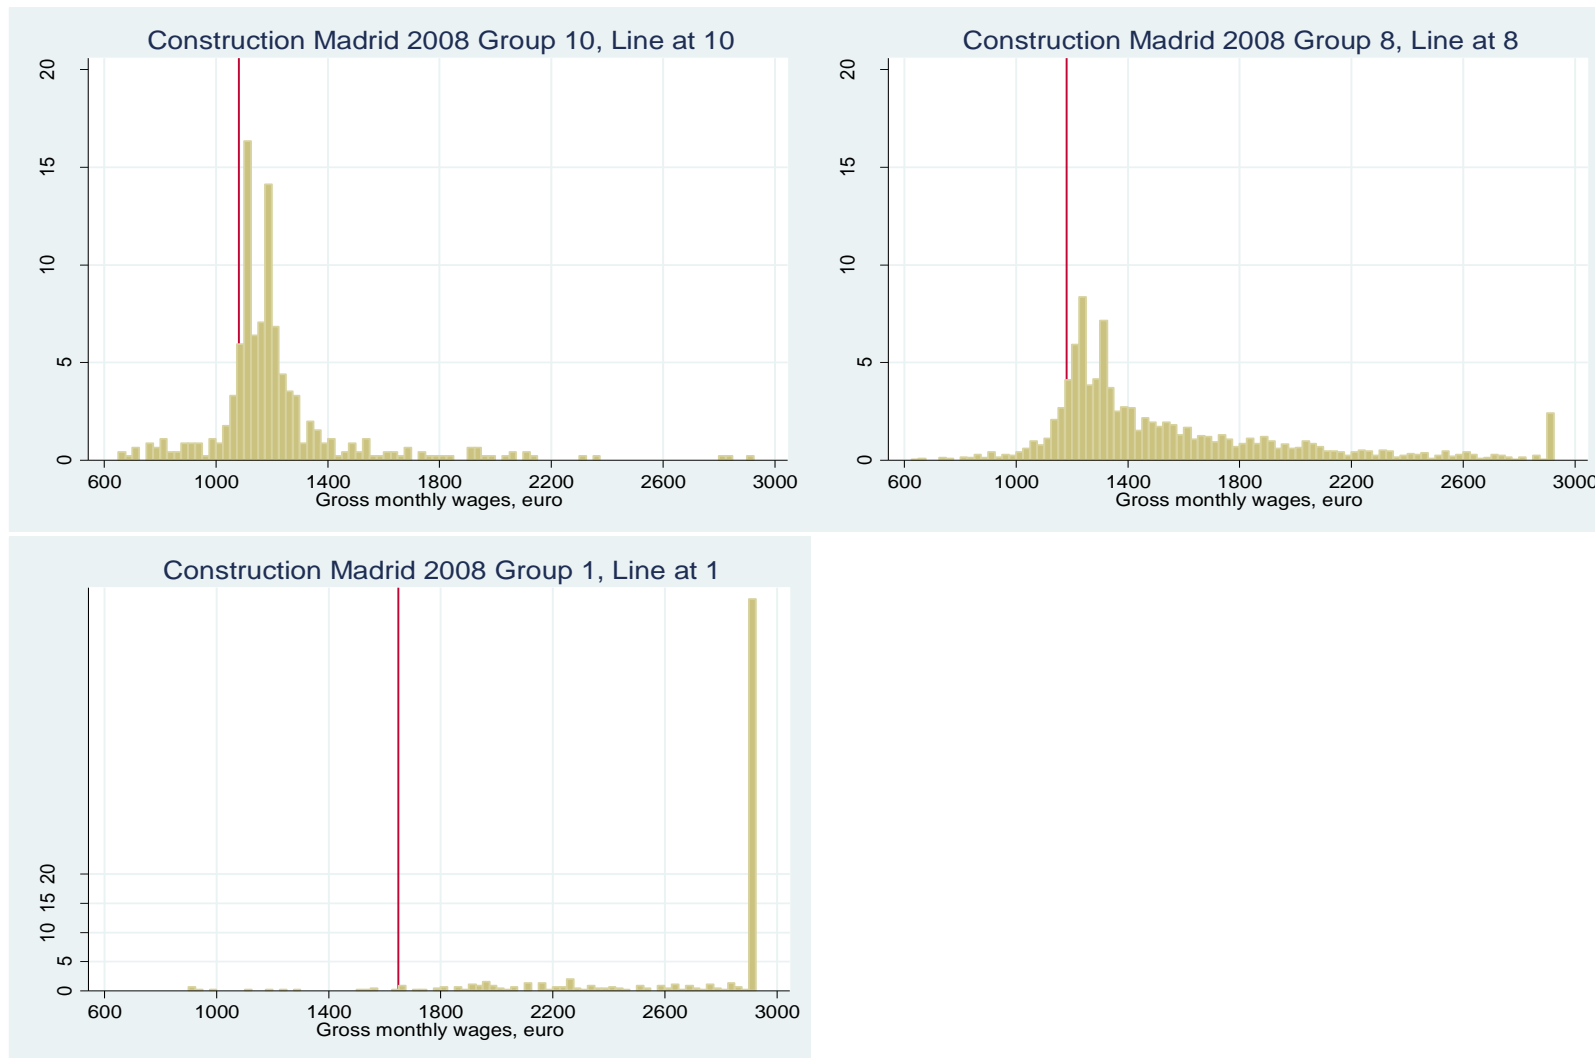 Construction Madrid 2008 Group 10, Line at 10
20
15
10
5
0
600 1000 1400 1800 2200 2600 3000
Gross monthly wages, euro
Construction Madrid 2008 Group 8, Line at 8
20
15
10
5
0
600 1000 1400 1800 2200 2600 3000
Gross monthly wages, euro
Construction Madrid 2008 Group 1, Line at 1
20
15
10
5
0
600 1000 1400 1800 2200 2600 3000
Gross monthly wages, euro